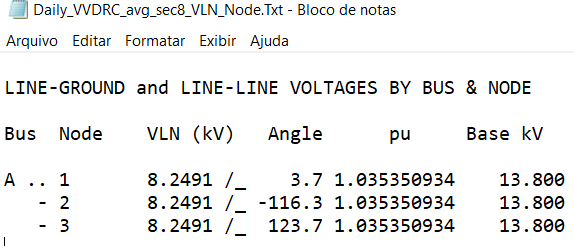 Daily_VVDRC_avg_sec8_VLN_Node.Txt - Bloco de notas
Arquivo Editar Formatar Exibir Ajuda
LINE-GROUND and LINE-LINE VOLTAGES BY BUS & NODE
Bus Node VLN (kV) Angle pu Base kV
A .. 1 8.2491 /_ 3.7 1.035350934 13.800
- 2 8.2491 /_ -116.3 1.035350934 13.800
- 3 8.2491 /_ 123.7 1.035350934 13.800